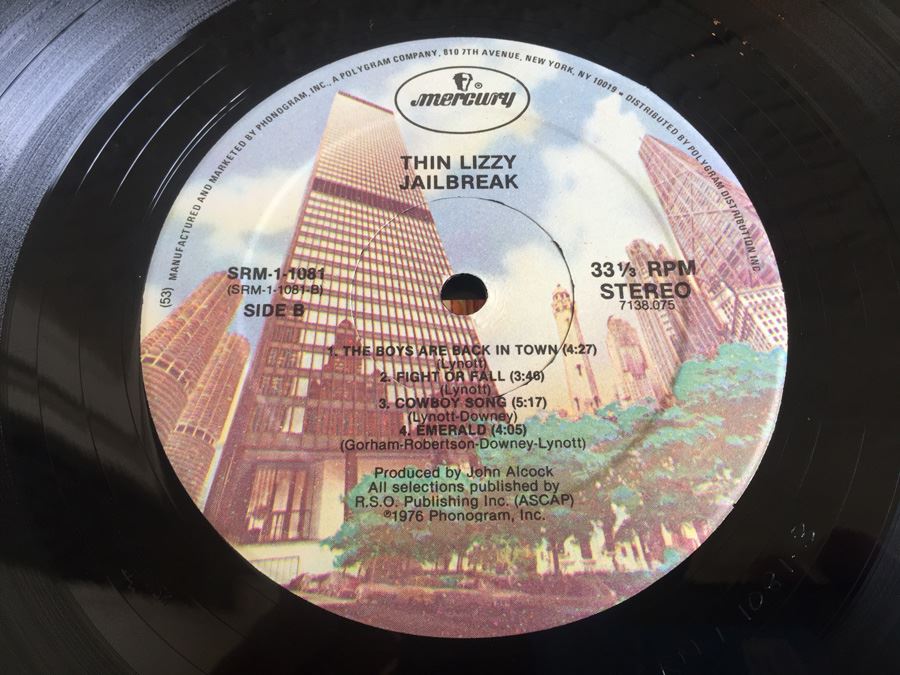 (53) MANUFACTURED AND MARKETED BY PHONOGRAM, INC., A POLYGRAM COMPANY, 810 7TH AVENUE, NEW YORK, NY 10019 • DISTRIBUTED BY POLYGRAM DISTRIBUTION INC
mercury
THIN LIZZY
JAILBREAK
SRM-1-1081
(SRM-1-1081-B)
SIDE B
33 1/3 RPM
STEREO
7138.075
1. THE BOYS ARE BACK IN TOWN (4:27)
(Lynott)
2. FIGHT OR FALL (3:46)
(Lynott)
3. COWBOY SONG (5:17)
(Lynott-Downey)
4. EMERALD (4:05)
(Gorham-Robertson-Downey-Lynott)
Produced by John Alcock
All selections published by
R.S.O. Publishing Inc. (ASCAP)
℗1976 Phonogram, Inc.